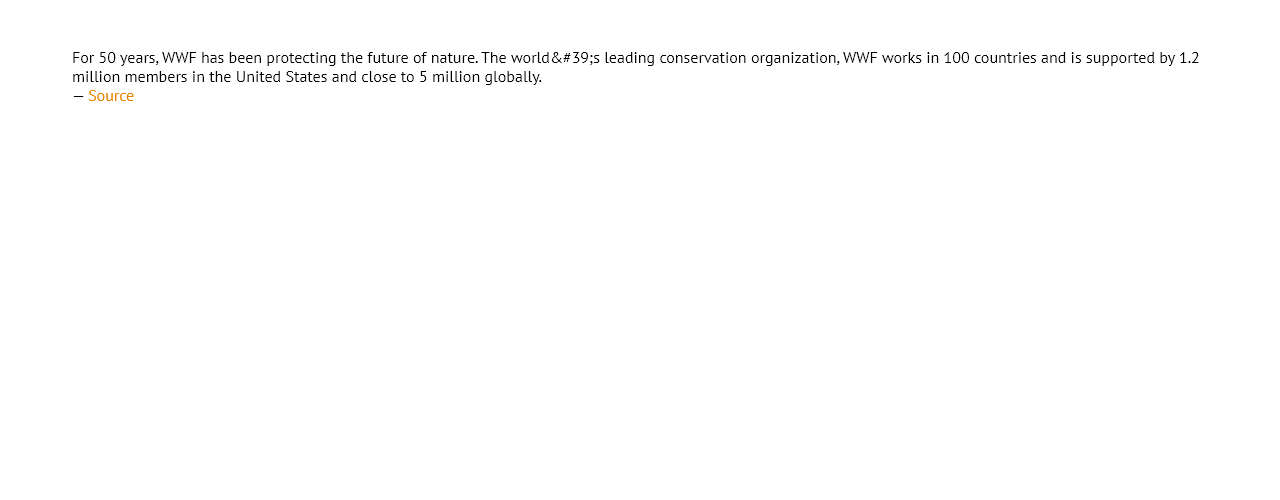 For 50 years, WWF has been protecting the future of nature. The world&#39;s leading conservation organization, WWF works in 100 countries and is supported by 1.2
million members in the United States and close to 5 million globally.
— Source